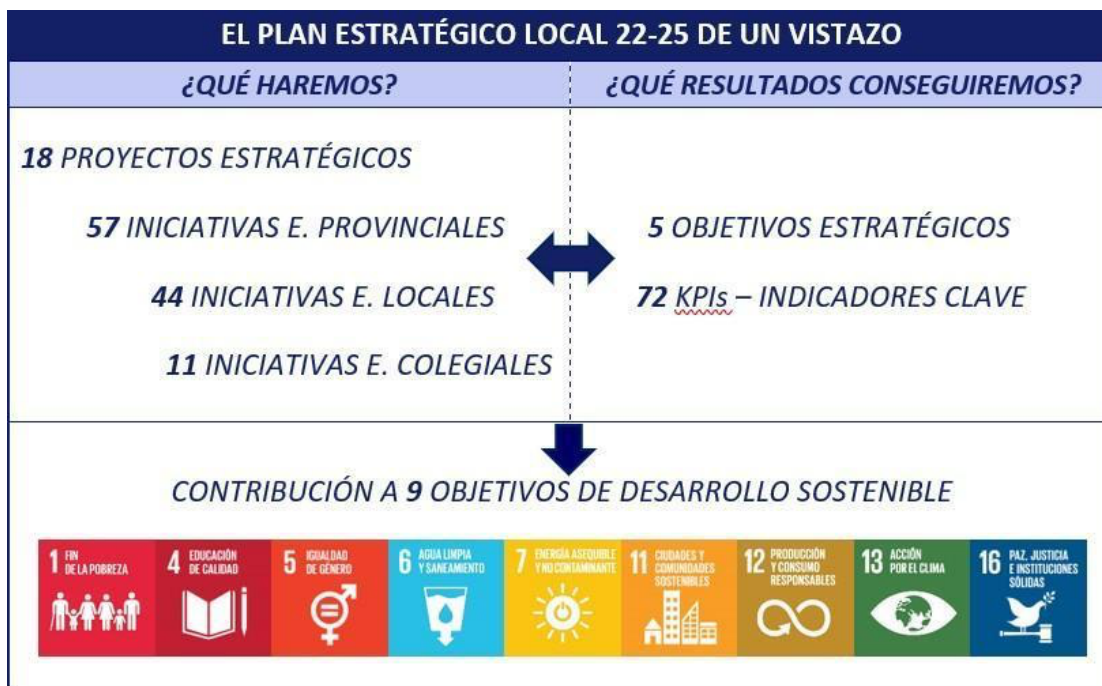 EL PLAN ESTRATÉGICO LOCAL 22-25 DE UN VISTAZO
¿QUÉ HAREMOS?
¿QUÉ RESULTADOS CONSEGUIREMOS?
18 PROYECTOS ESTRATÉGICOS
57 INICIATIVAS E. PROVINCIALES
44 INICIATIVAS E. LOCALES
11 INICIATIVAS E. COLEGIALES
5 OBJETIVOS ESTRATÉGICOS
72 KPIs – INDICADORES CLAVE
CONTRIBUCIÓN A 9 OBJETIVOS DE DESARROLLO SOSTENIBLE
1 FIN
DE LA POBREZA
4 EDUCACIÓN
DE CALIDAD
5 IGUALDAD
DE GÉNERO
6 AGUA LIMPIA
Y SANEAMIENTO
7 ENERGÍA ASEQUIBLE
Y NO CONTAMINANTE
11 CIUDADES Y
COMUNIDADES
SOSTENIBLES
12 PRODUCCIÓN
Y CONSUMO
RESPONSABLES
13 ACCIÓN
POR EL CLIMA
16 PAZ, JUSTICIA
E INSTITUCIONES
SÓLIDAS